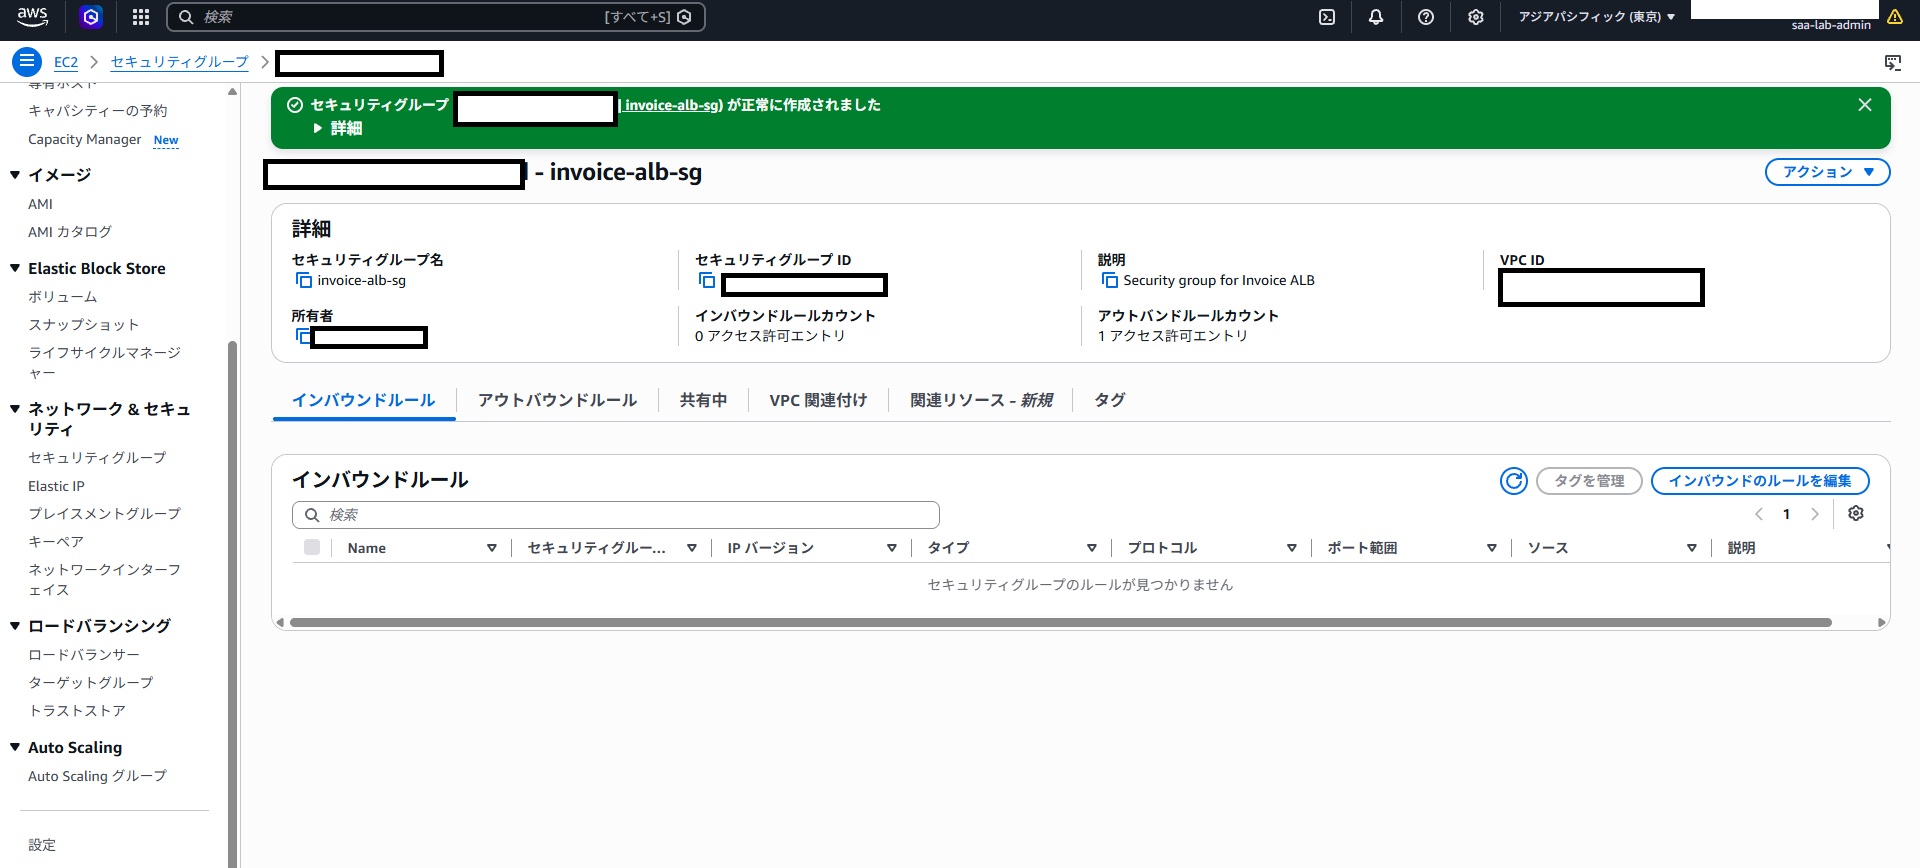 aws
検索
[すべて+S]
アジアパシフィック (東京)
saa-lab-admin
EC2
セキュリティグループ
専有ホスト
キャパシティーの予約
Capacity Manager New
イメージ
AMI
AMI カタログ
Elastic Block Store
ボリューム
スナップショット
ライフサイクルマネージ
ャー
ネットワーク & セキュ
リティ
セキュリティグループ
Elastic IP
プレイスメントグループ
キーペア
ネットワークインターフ
ェイス
ロードバランシング
ロードバランサー
ターゲットグループ
トラストストア
Auto Scaling
Auto Scaling グループ
設定
セキュリティグループ invoice-alb-sg) が正常に作成されました
詳細
- invoice-alb-sg
アクション
詳細
セキュリティグループ名
invoice-alb-sg
セキュリティグループ ID
説明
Security group for Invoice ALB
VPC ID
所有者
インバウンドルールカウント
0 アクセス許可エントリ
アウトバンドルールカウント
1 アクセス許可エントリ
インバウンドルール
アウトバウンドルール
共有中
VPC 関連付け
関連リソース – 新規
タグ
インバウンドルール
タグを管理
インバウンドのルールを編集
検索
1
Name
セキュリティグルー...
IP バージョン
タイプ
プロトコル
ポート範囲
ソース
説明
セキュリティグループのルールが見つかりません